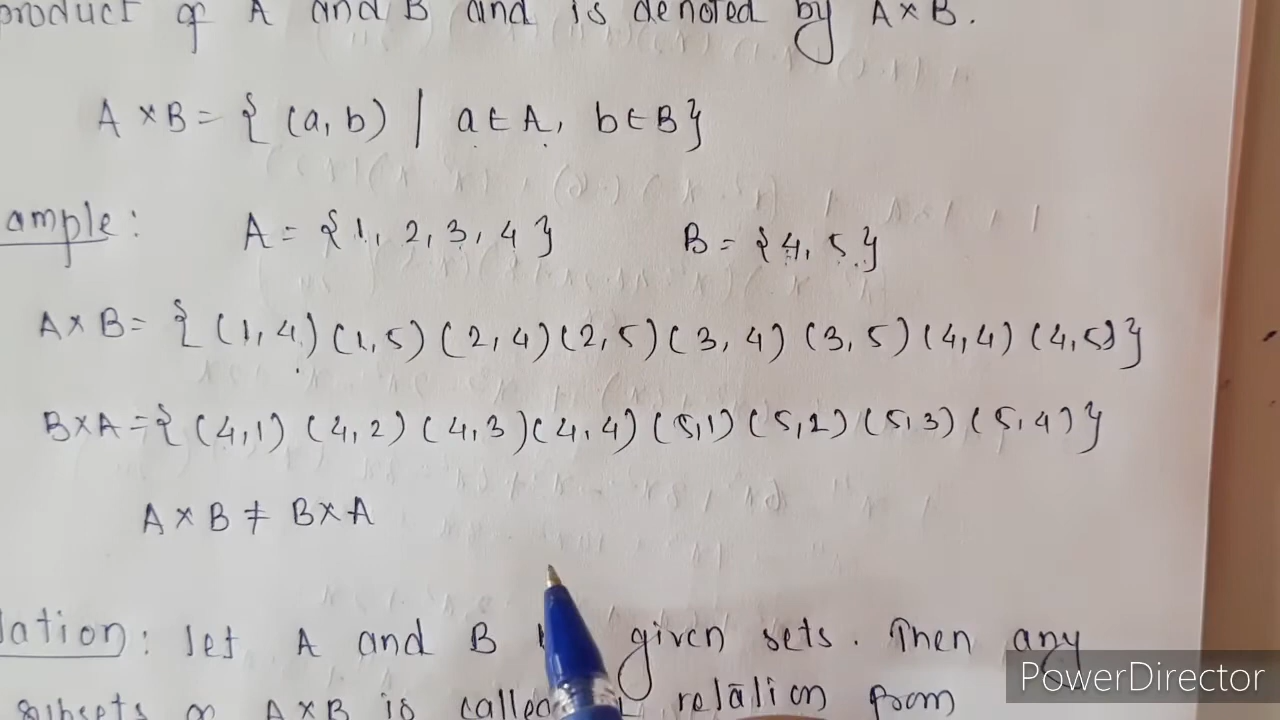 product of A and B and is denoted by A × B.
A × B = { (a, b) | a ∈ A, b ∈ B }
ample: A = { 1, 2, 3, 4 } B = { 4, 5 }
A × B = { (1, 4) (1, 5) (2, 4) (2, 5) (3, 4) (3, 5) (4, 4) (4, 5) }
B × A = { (4, 1) (4, 2) (4, 3) (4, 4) (5, 1) (5, 2) (5, 3) (5, 4) }
A × B ≠ B × A
lation: let A and B given sets. Then any
subsets A × B is called relation from
PowerDirector